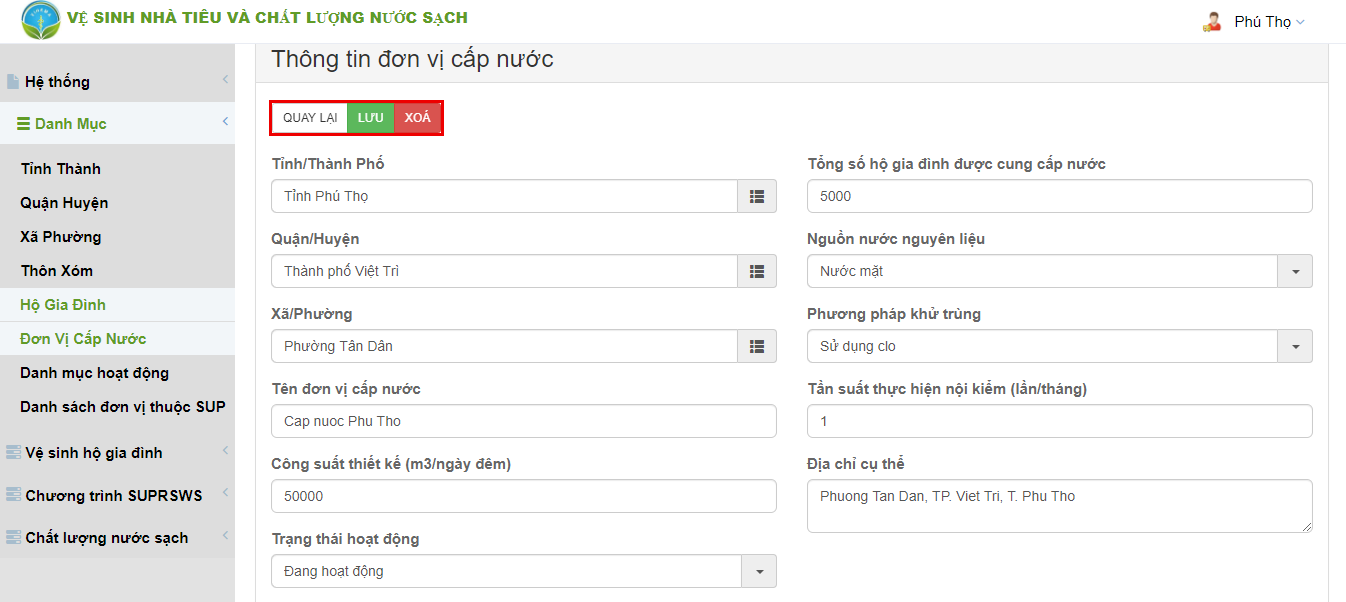 VỆ SINH NHÀ TIÊU VÀ CHẤT LƯỢNG NƯỚC SẠCH
Phú Thọ
Hệ thống
Danh Mục
Tỉnh Thành
Quận Huyện
Xã Phường
Thôn Xóm
Hộ Gia Đình
Đơn Vị Cấp Nước
Danh mục hoạt động
Danh sách đơn vị thuộc SUP
Vệ sinh hộ gia đình
Chương trình SUPRSWS
Chất lượng nước sạch
Thông tin đơn vị cấp nước
QUAY LẠI LƯU XOÁ
Tỉnh/Thành Phố
Tỉnh Phú Thọ
Quận/Huyện
Thành phố Việt Trì
Xã/Phường
Phường Tân Dân
Tên đơn vị cấp nước
Cap nuoc Phu Tho
Công suất thiết kế (m3/ngày đêm)
50000
Trạng thái hoạt động
Đang hoạt động
Tổng số hộ gia đình được cung cấp nước
5000
Nguồn nước nguyên liệu
Nước mặt
Phương pháp khử trùng
Sử dụng clo
Tần suất thực hiện nội kiểm (lần/tháng)
1
Địa chỉ cụ thể
Phuong Tan Dan, TP. Viet Tri, T. Phu Tho